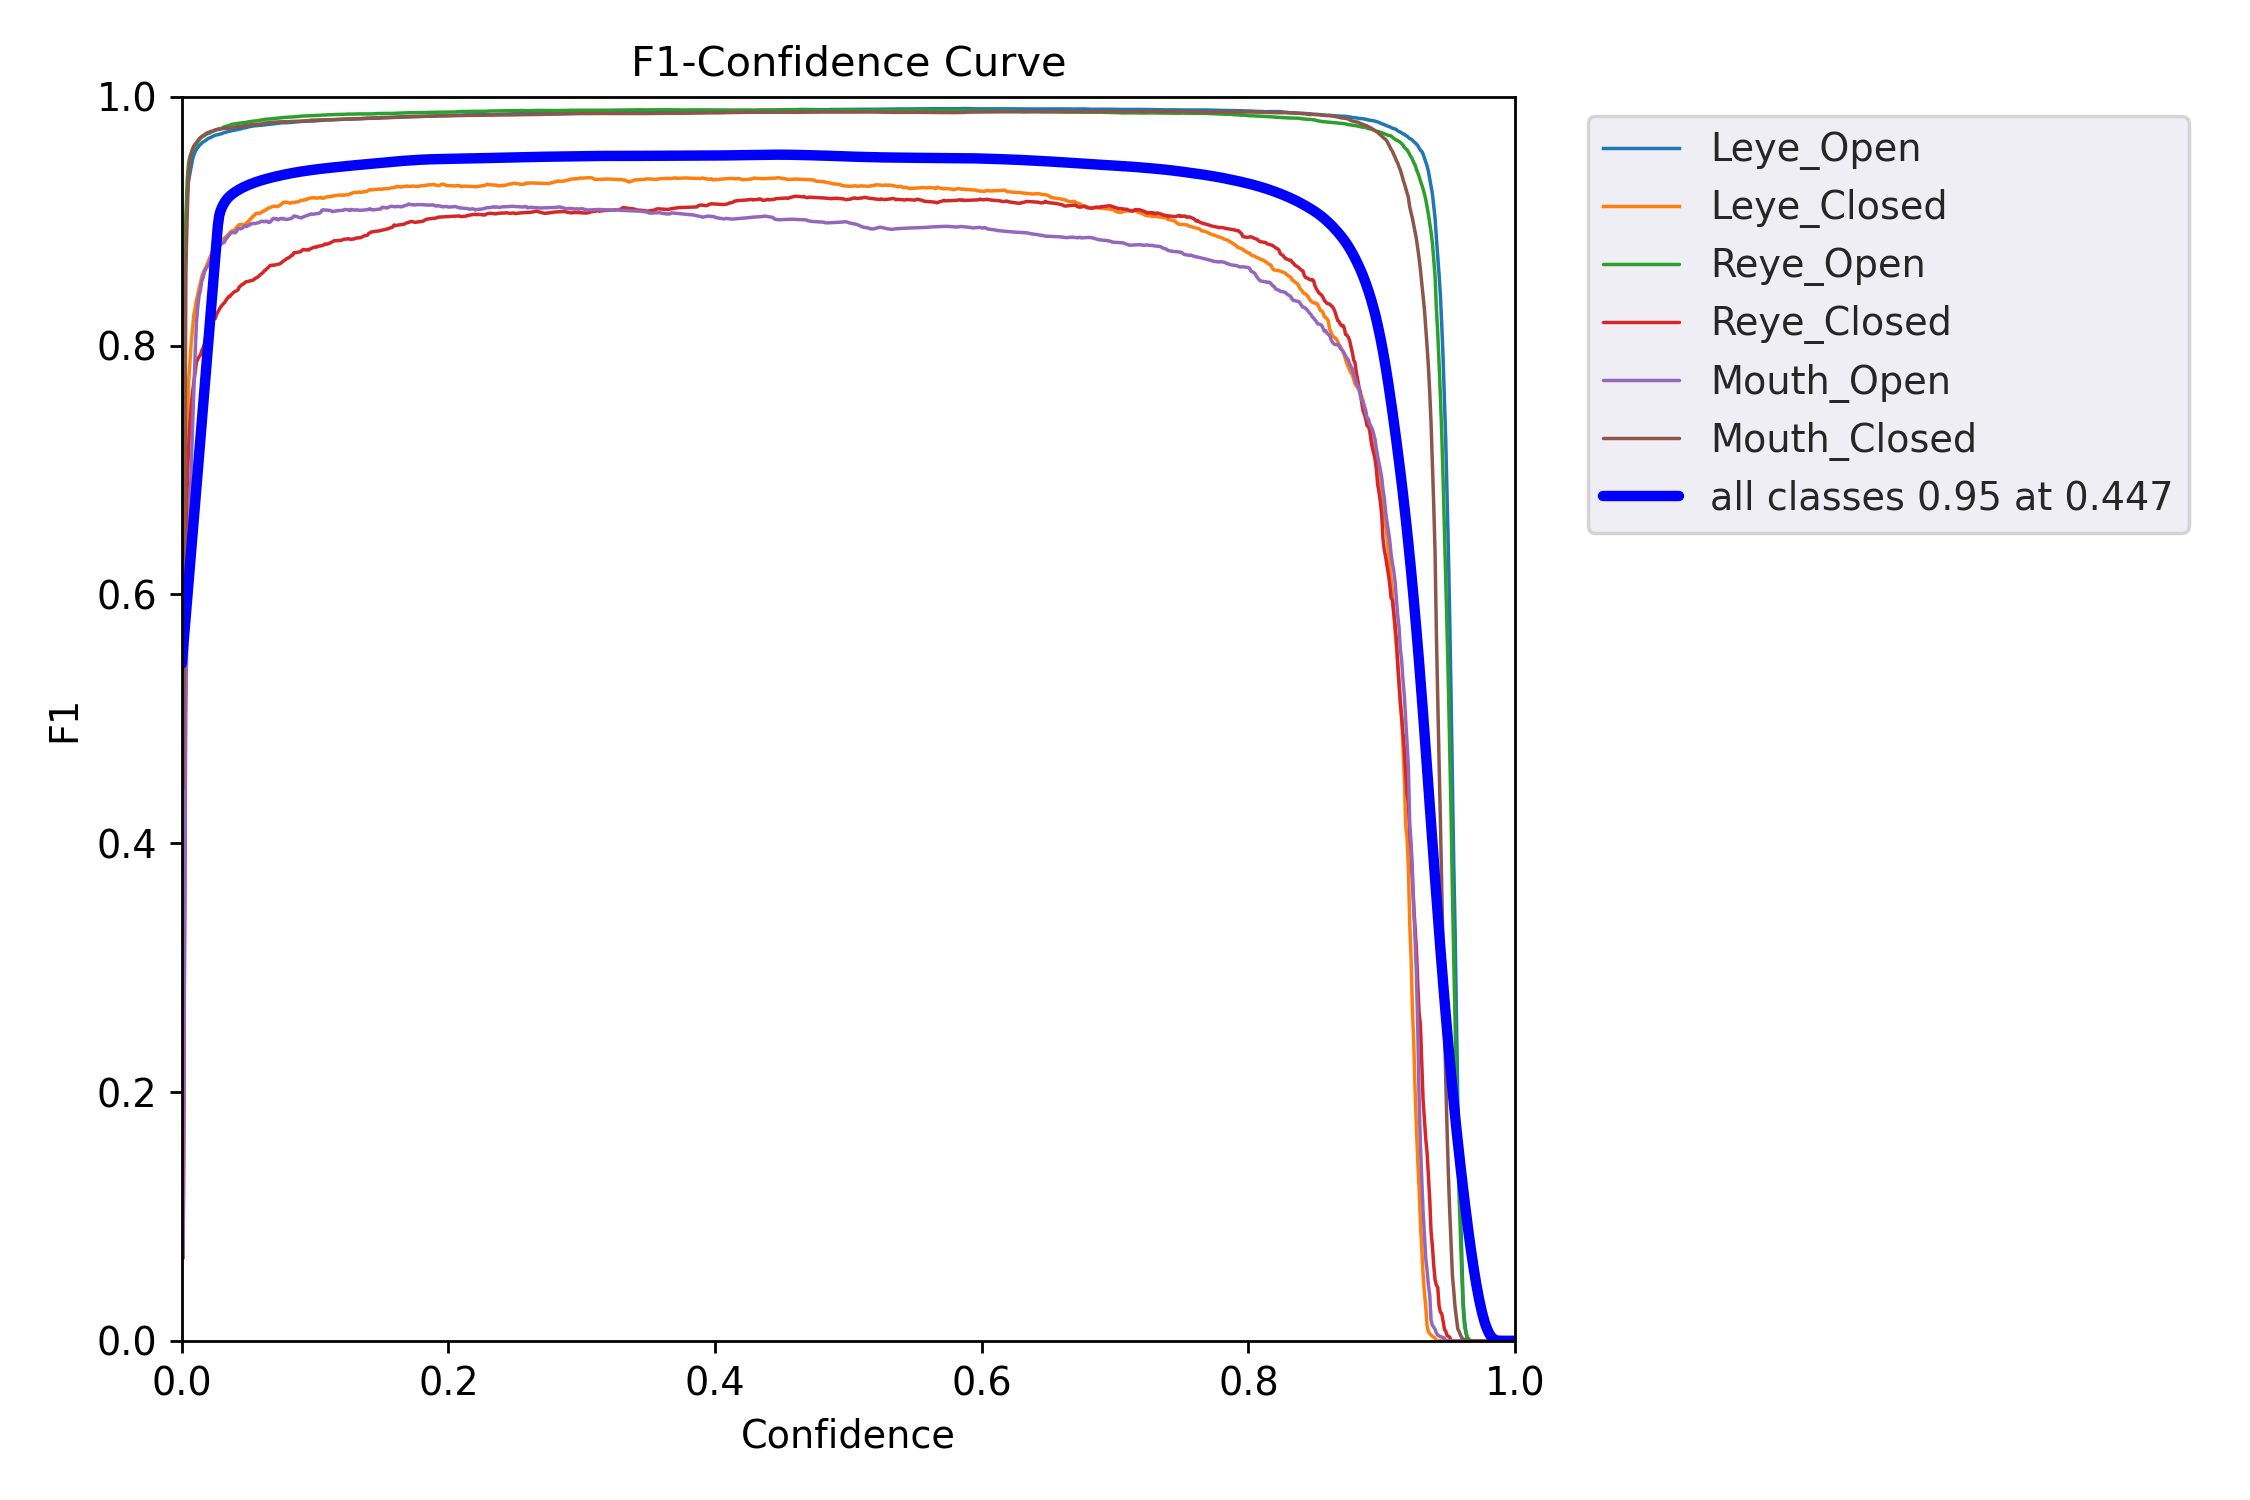 F1-Confidence Curve
1.0
0.8
0.6
0.4
0.2
0.0
F1
0.0 0.2 0.4 0.6 0.8 1.0
Confidence
Leye_Open
Leye_Closed
Reye_Open
Reye_Closed
Mouth_Open
Mouth_Closed
all classes 0.95 at 0.447